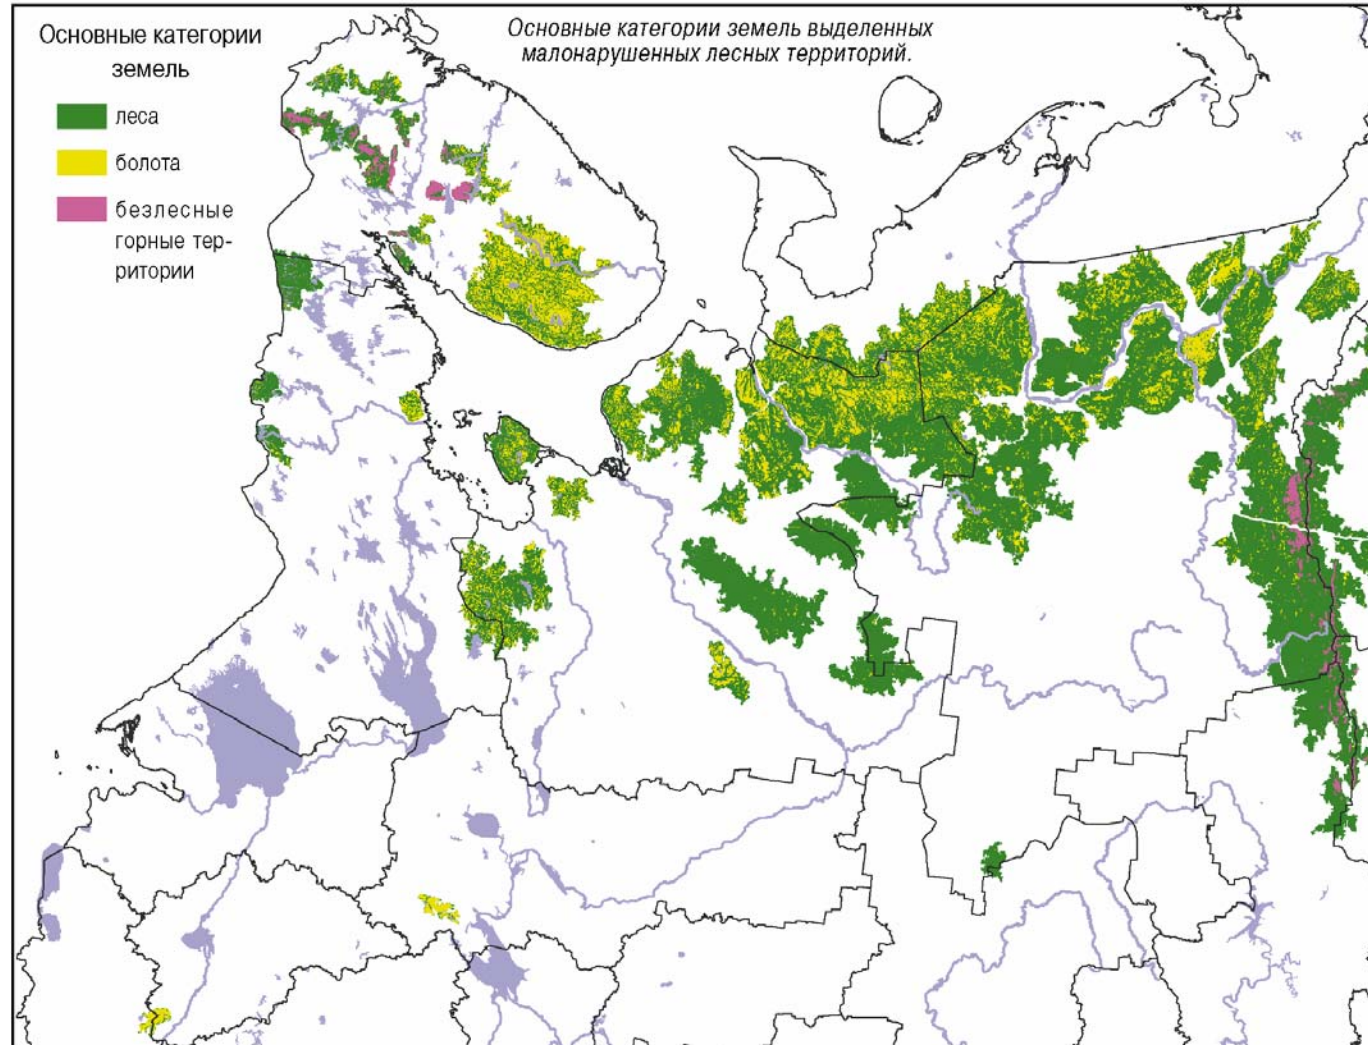 Основные категории
земель
леса
болота
безлесные
горные тер-
ритории
Основные категории земель выделенных
малонарушенных лесных территорий.